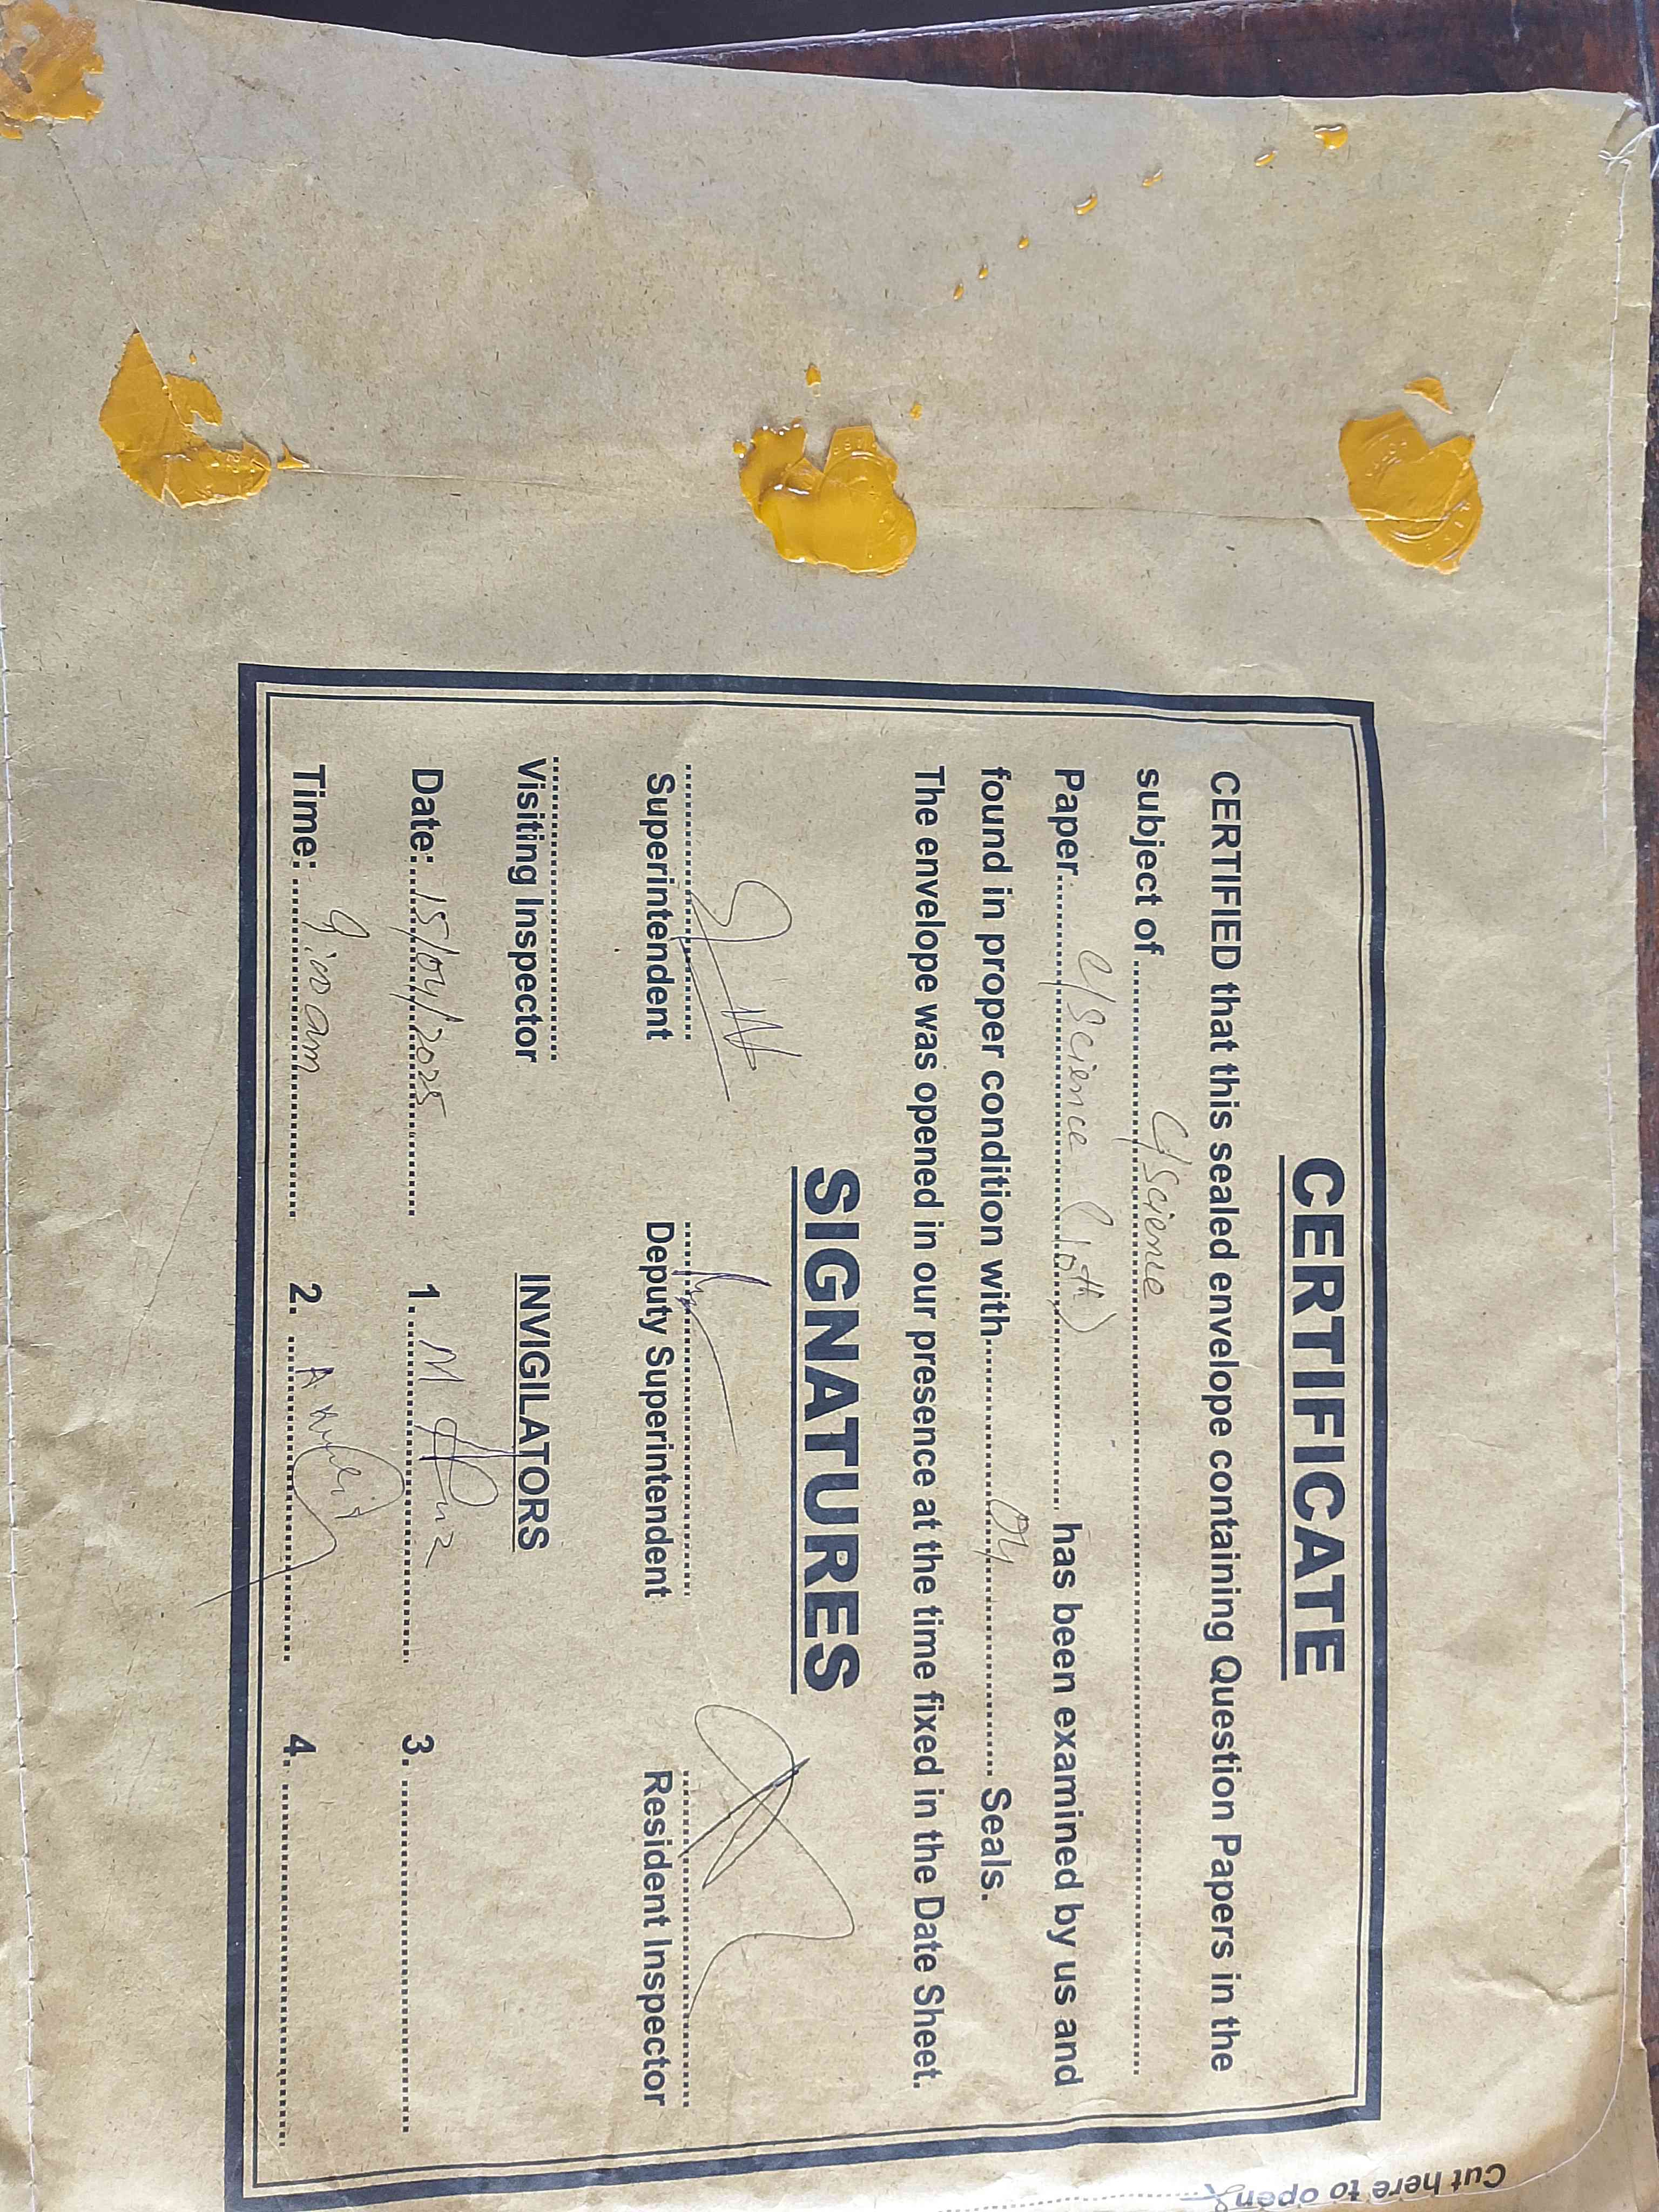 CERTIFICATE
CERTIFIED that this sealed envelope containing Question Papers in the
subject of.......... C/Science ..........
Paper.......... C/Science (10th) .......... has been examined by us and
found in proper condition with.......... 04 .......... Seals.
The envelope was opened in our presence at the time fixed in the Date Sheet.
SIGNATURES
Superintendent Deputy Superintendent Resident Inspector
Visiting Inspector INVIGILATORS
Date: 15/04/2025 1. M 3.
Time: 9:00 am 2. A 4.
Cut here to open